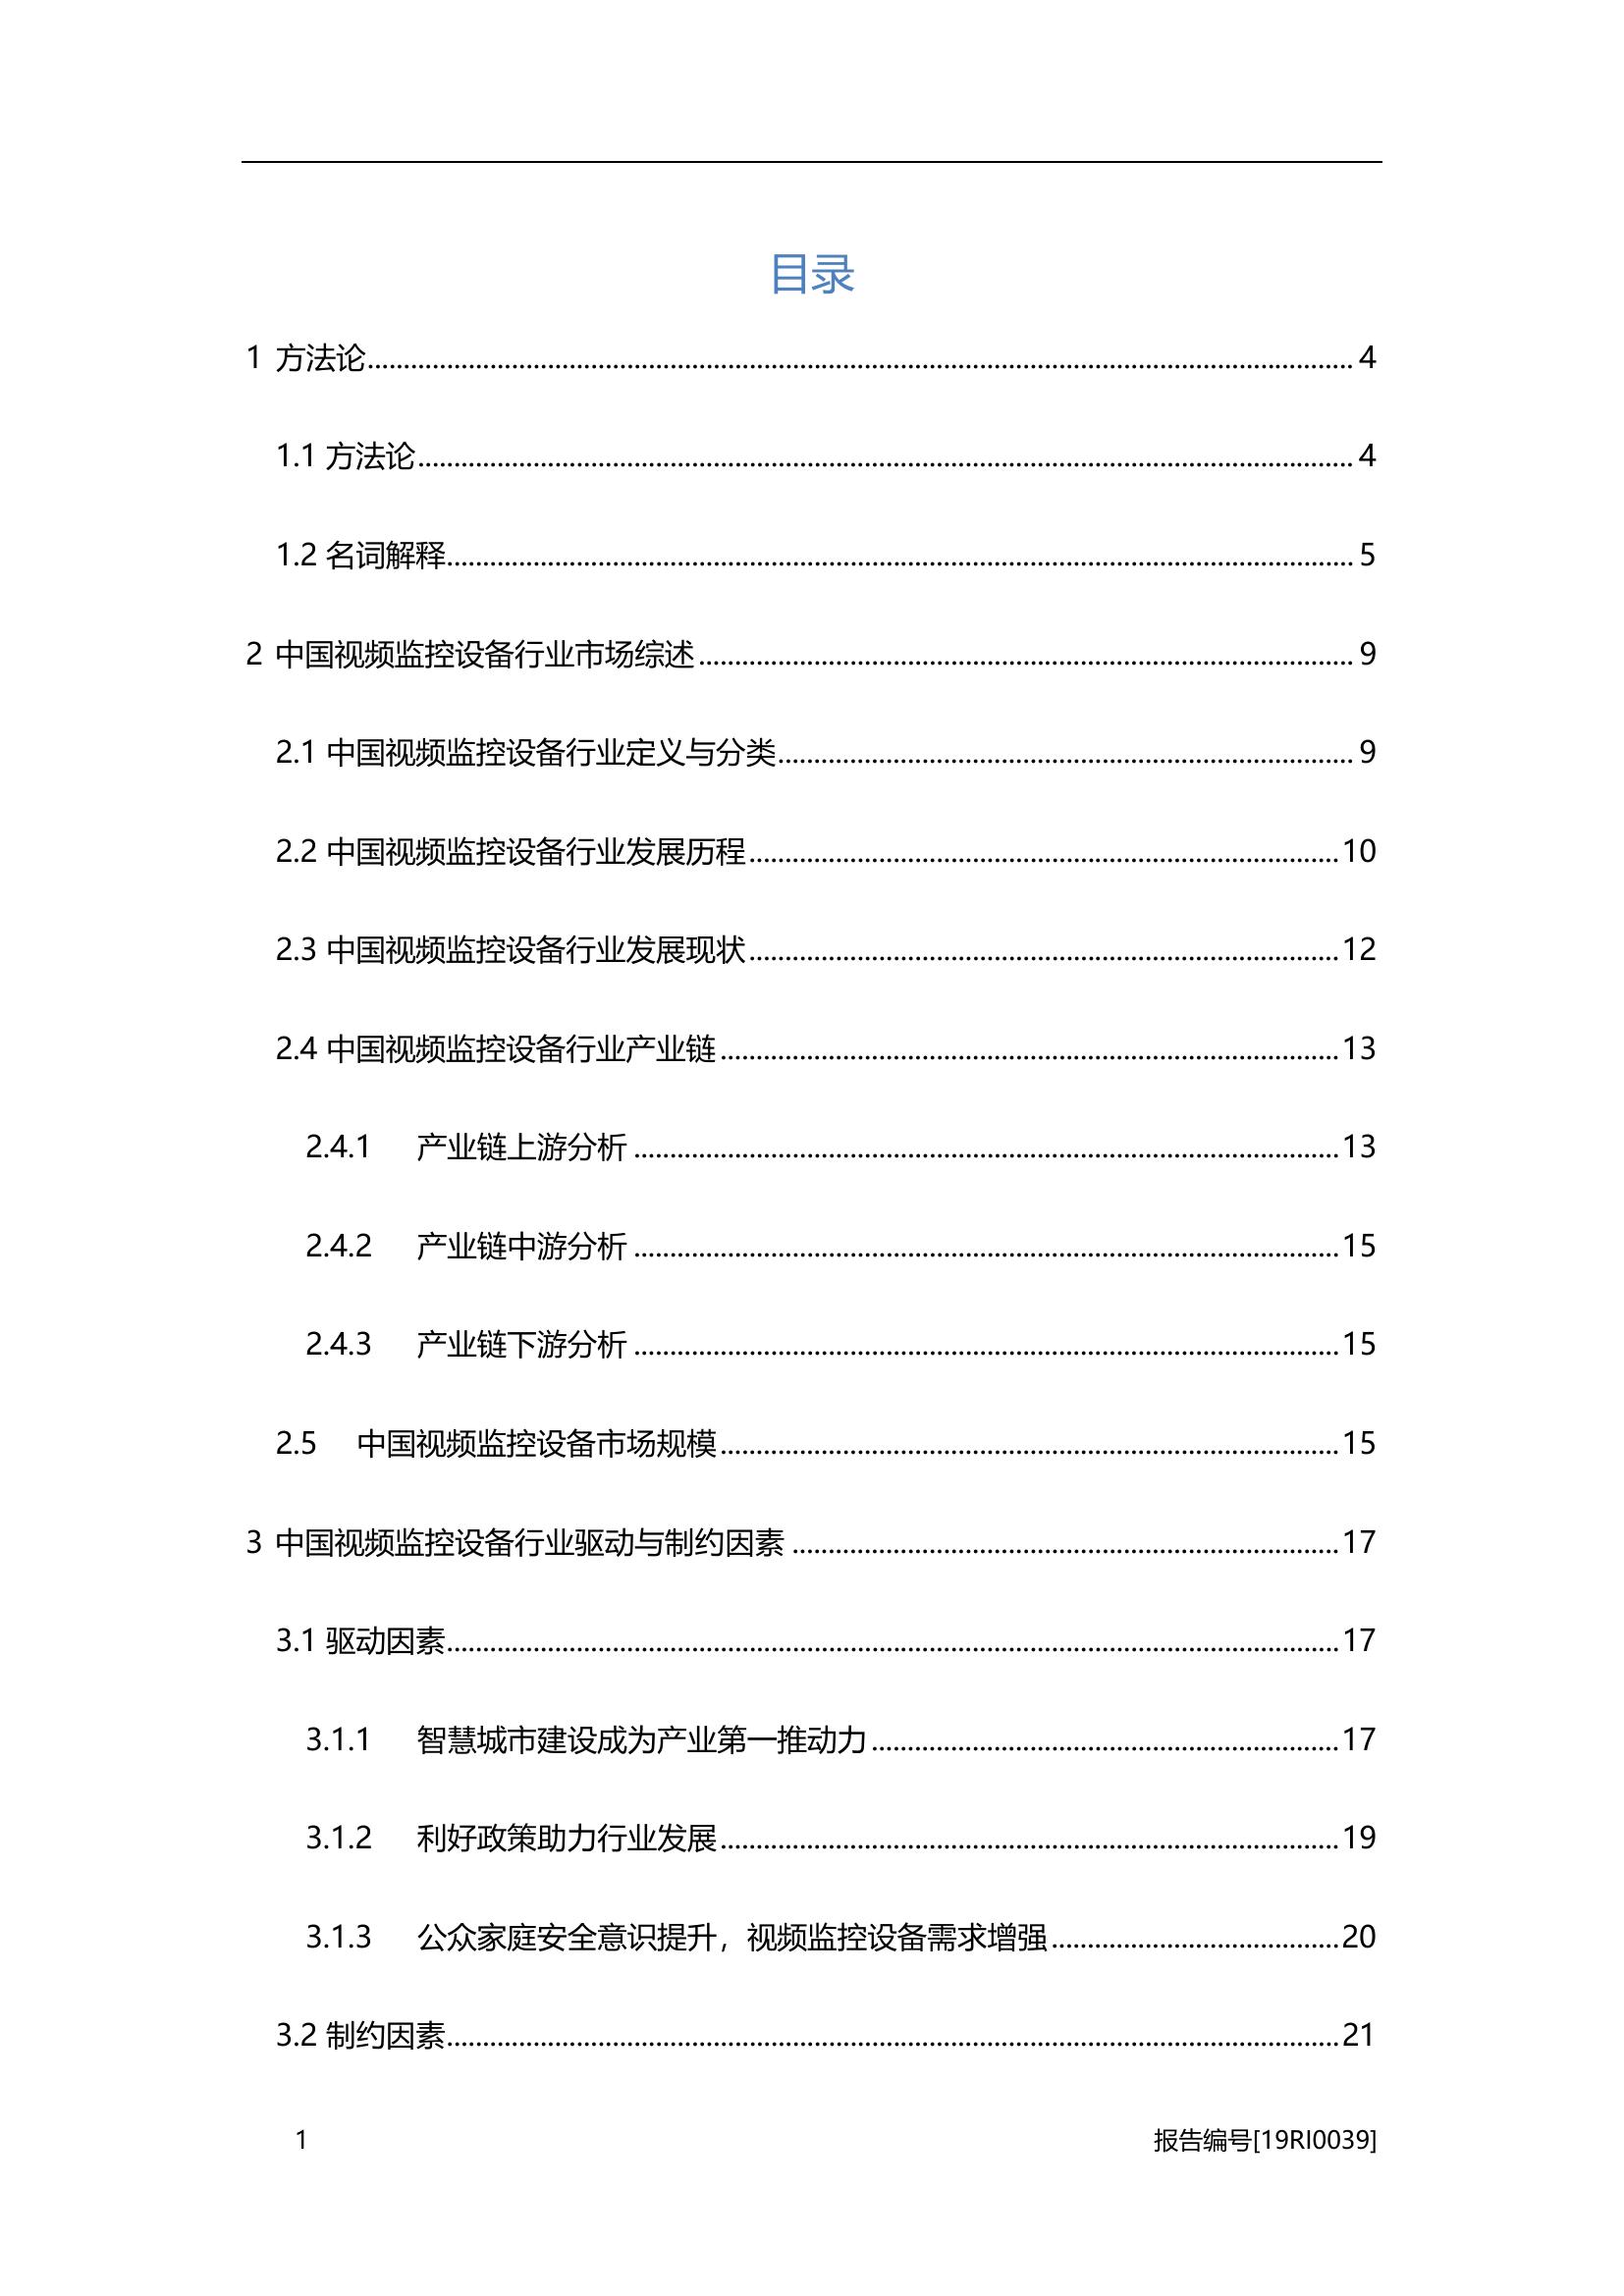 目录
1 方法论........................................ 4
1.1 方法论........................................ 4
1.2 名词解释........................................ 5
2 中国视频监控设备行业市场综述........................................ 9
2.1 中国视频监控设备行业定义与分类........................................ 9
2.2 中国视频监控设备行业发展历程........................................ 10
2.3 中国视频监控设备行业发展现状........................................ 12
2.4 中国视频监控设备行业产业链........................................ 13
2.4.1 产业链上游分析........................................ 13
2.4.2 产业链中游分析........................................ 15
2.4.3 产业链下游分析........................................ 15
2.5 中国视频监控设备市场规模........................................ 15
3 中国视频监控设备行业驱动与制约因素........................................ 17
3.1 驱动因素........................................ 17
3.1.1 智慧城市建设成为产业第一推动力........................................ 17
3.1.2 利好政策助力行业发展........................................ 19
3.1.3 公众家庭安全意识提升，视频监控设备需求增强........................................ 20
3.2 制约因素........................................ 21
1 报告编号[19RI0039]